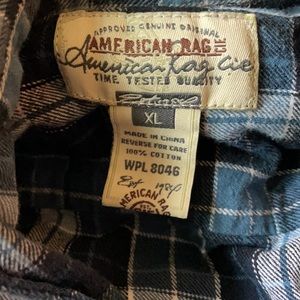 APPROVED GENUINE ORIGINAL
AMERICAN RAG CIE
American Rag Cie
TIME TESTED QUALITY
XL
MADE IN CHINA
REVERSE FOR CARE
100% COTTON
WPL 8046
Est. 1984
AMERICAN RAG